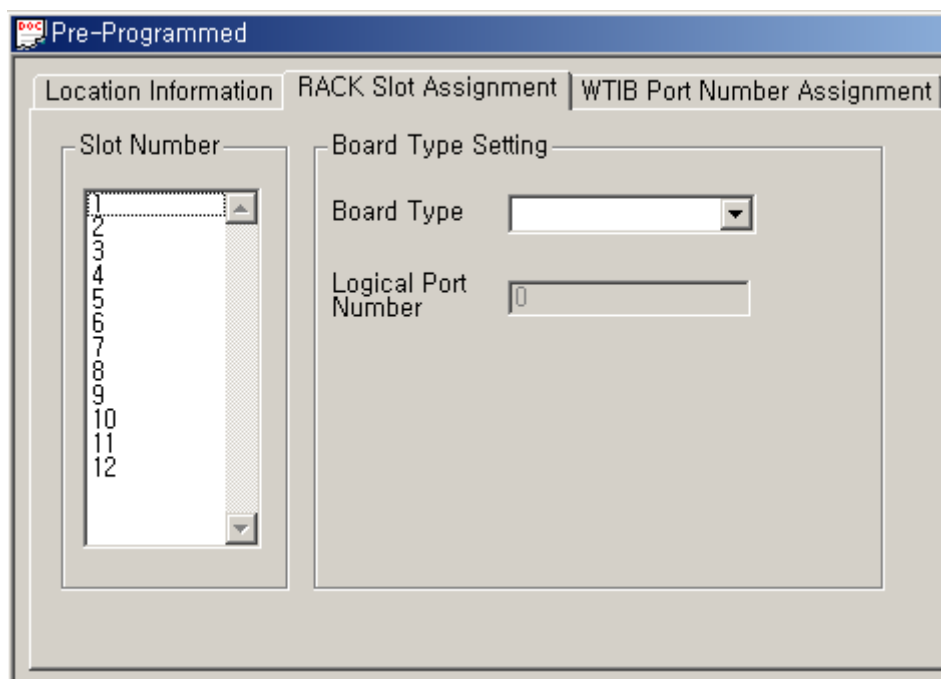 DOC
Pre-Programmed
Location Information
RACK Slot Assignment
WTIB Port Number Assignment
Slot Number
1
2
3
4
5
6
7
8
9
10
11
12
Board Type Setting
Board Type
Logical Port
Number
0